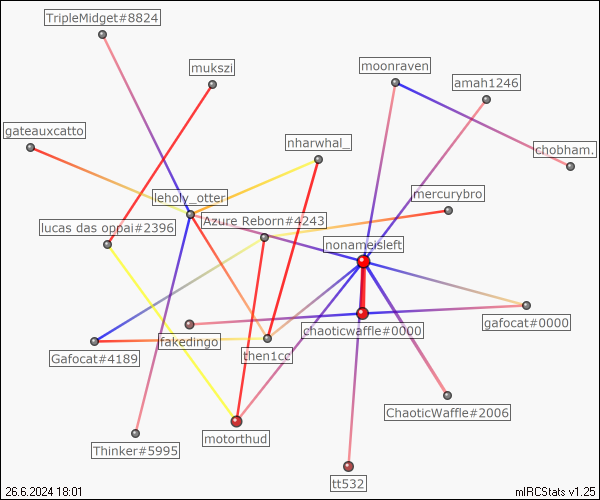 TripleMidget#8824
mukszi
moonraven
amah1246
gateauxcatto
nharwhal_
chobham.
mercurybro
leholy_otter
Azure Reborn#4243
lucas das oppai#2396
nonameisleft
gafocat#0000
chaoticwaffle#0000
fakedingo
then1cc
Gafocat#4189
ChaoticWaffle#2006
motorthud
Thinker#5995
tt532
26.6.2024 18:01
mIRCStats v1.25